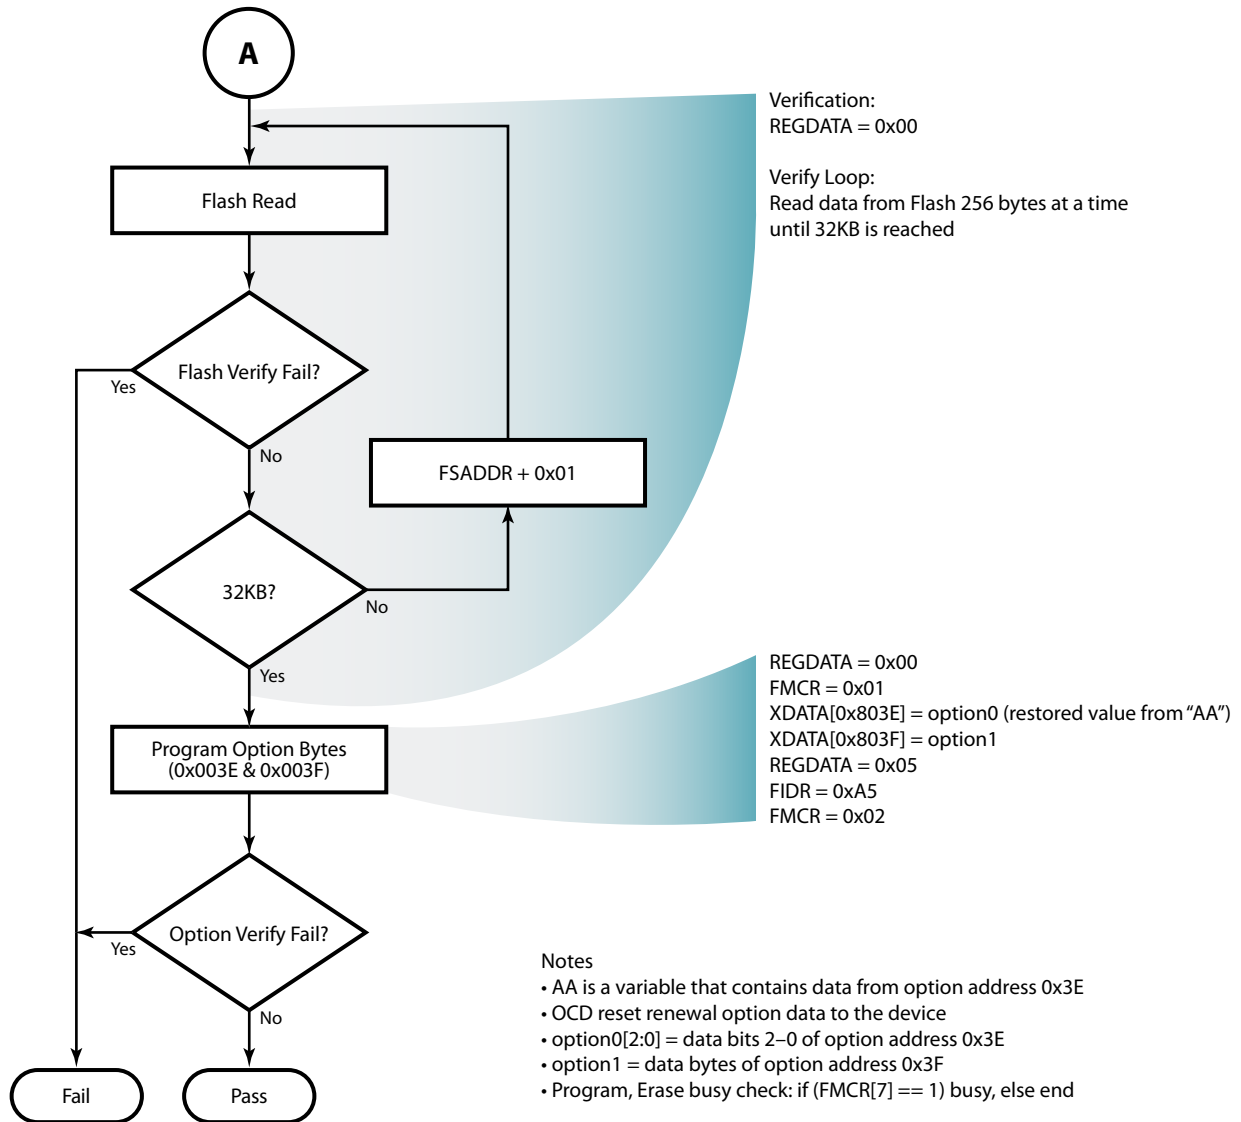 A
Verification:
REGDATA = 0x00
Verify Loop:
Read data from Flash 256 bytes at a time
until 32KB is reached
Flash Read
Flash Verify Fail?
Yes
No
FSADDR + 0x01
32KB?
No
Yes
Program Option Bytes
(0x003E & 0x003F)
REGDATA = 0x00
FMCR = 0x01
XDATA[0x803E] = option0 (restored value from “AA”)
XDATA[0x803F] = option1
REGDATA = 0x05
FIDR = 0xA5
FMCR = 0x02
Option Verify Fail?
Yes
No
Fail
Pass
Notes
• AA is a variable that contains data from option address 0x3E
• OCD reset renewal option data to the device
• option0[2:0] = data bits 2–0 of option address 0x3E
• option1 = data bytes of option address 0x3F
• Program, Erase busy check: if (FMCR[7] == 1) busy, else end